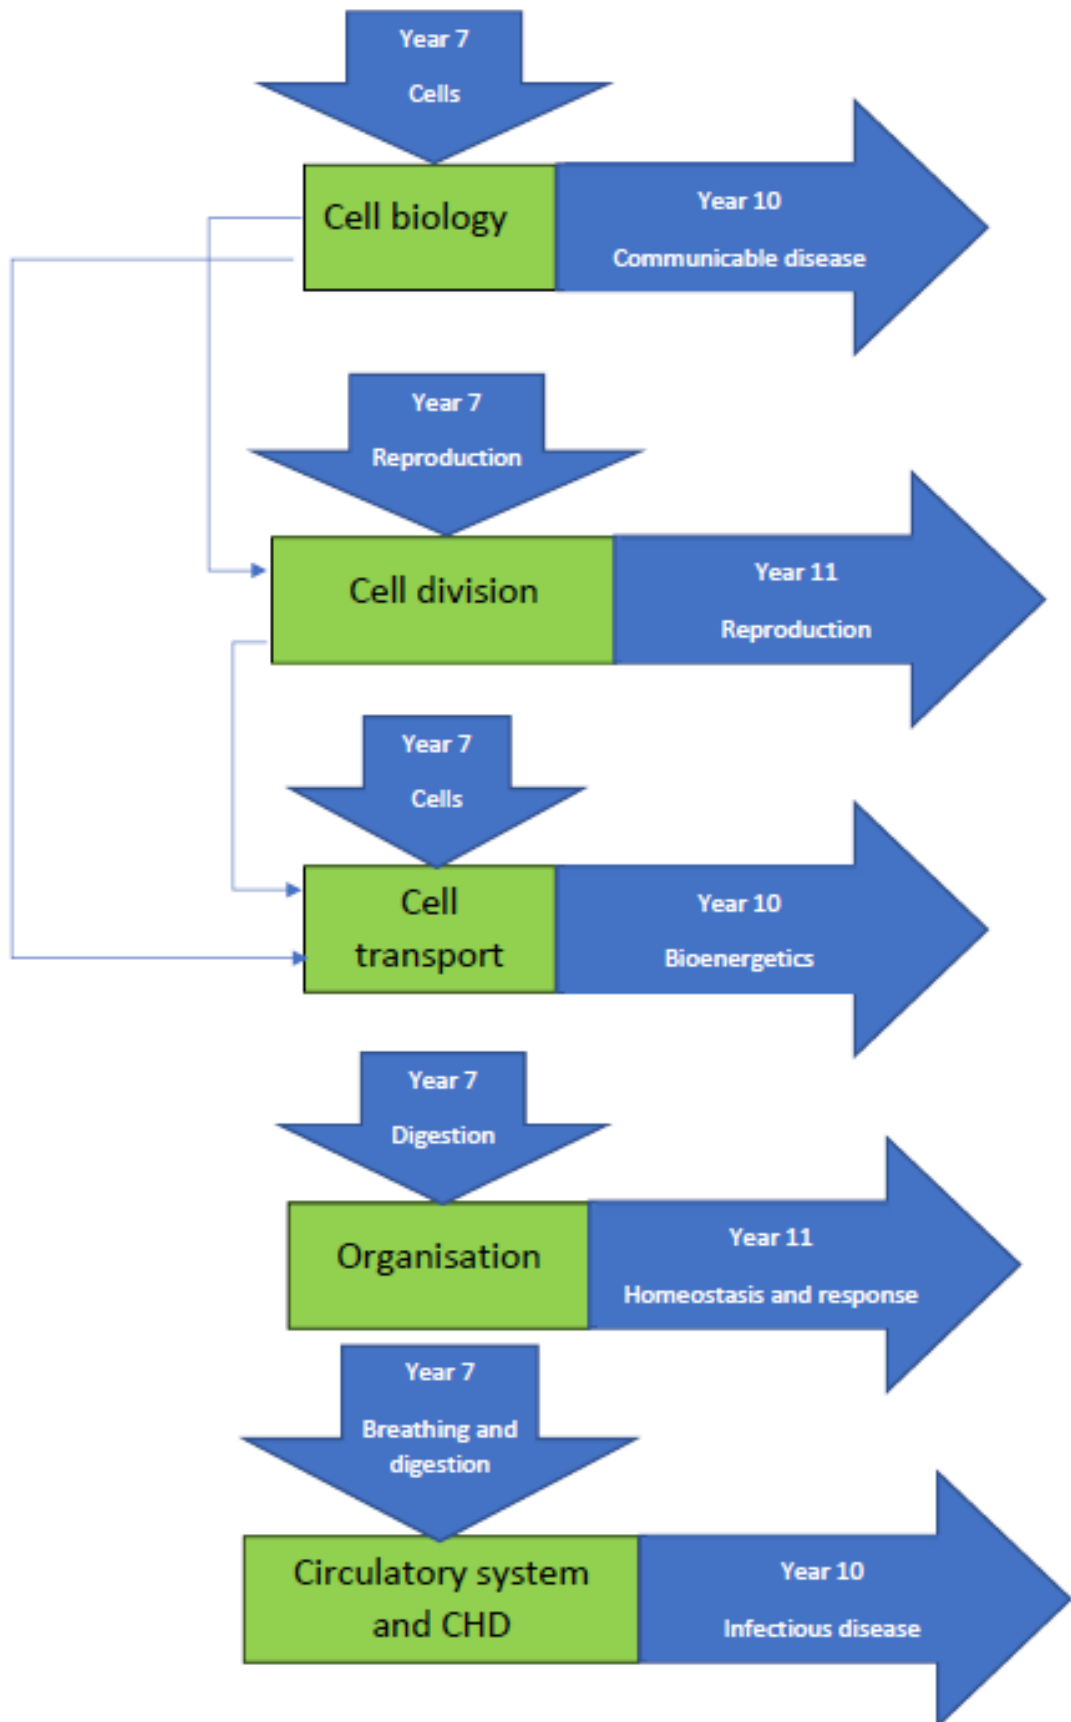 Year 7
Cells
Cell biology
Year 10
Communicable disease
Year 7
Reproduction
Cell division
Year 11
Reproduction
Year 7
Cells
Cell
transport
Year 10
Bioenergetics
Year 7
Digestion
Organisation
Year 11
Homeostasis and response
Year 7
Breathing and
digestion
Circulatory system
and CHD
Year 10
Infectious disease